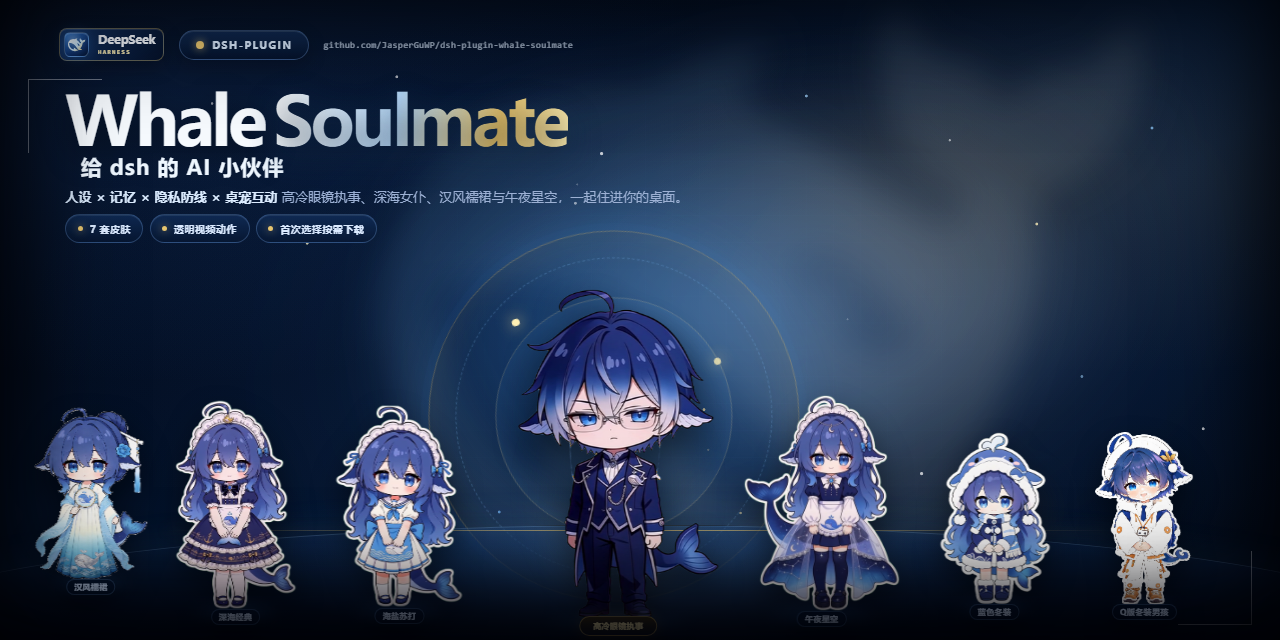 DeepSeek
HARNESS
DSH-PLUGIN
github.com/JasperGuWP/dsh-plugin-whale-soulmate
Whale Soulmate
给 dsh 的 AI 小伙伴
人设 × 记忆 × 隐私防线 × 桌宠互动 高冷眼镜执事、深海女仆、汉风襦裙与午夜星空，一起住进你的桌面。
7 套皮肤
透明视频动作
首次选择按需下载
汉风襦裙
深海经典
海盐苏打
高冷眼镜执事
午夜星空
蓝色冬装
Q版冬装男孩